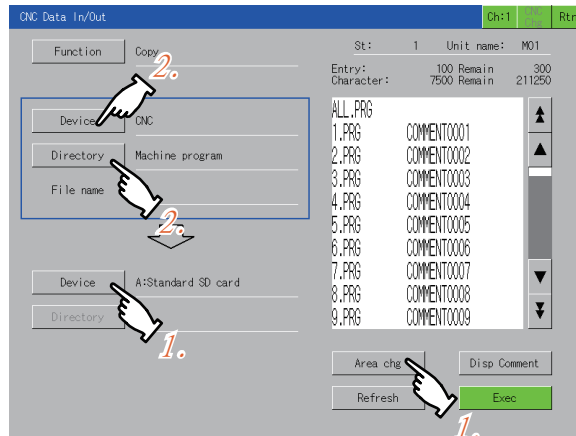 CNC Data In/Out Ch:1 CNC Chg Rtr
Function Copy
2.
Device CNC
Directory Machine program
File name
2.
Device A:Standard SD card
Directory
1.
St: 1 Unit name: M01
Entry: 100 Remain 300
Character: 7500 Remain 211250
ALL.PRG
1.PRG COMMENT0001
2.PRG COMMENT0002
3.PRG COMMENT0003
4.PRG COMMENT0004
5.PRG COMMENT0005
6.PRG COMMENT0006
7.PRG COMMENT0007
8.PRG COMMENT0008
9.PRG COMMENT0009
Area chg Disp Comment
Refresh Exec
1.